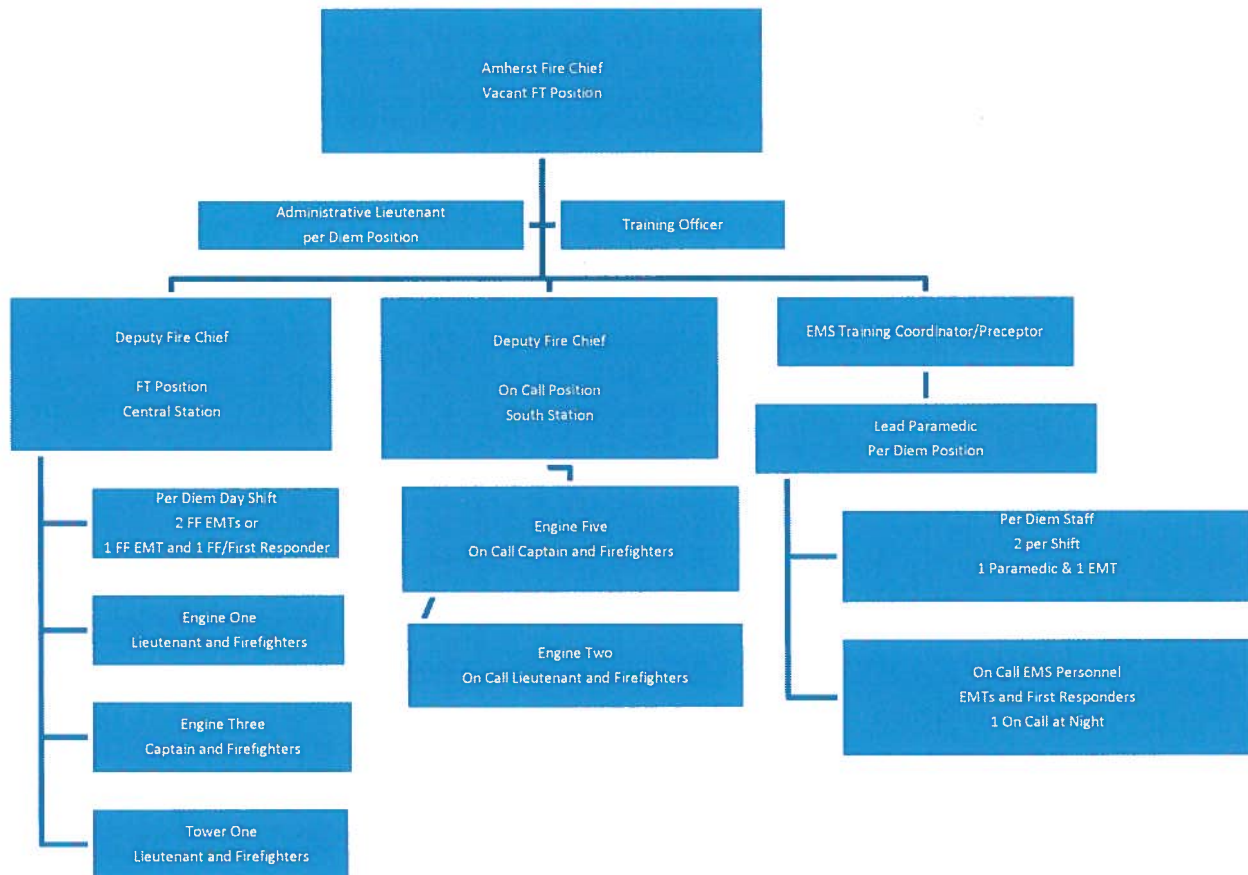 Amherst Fire Chief
Vacant FT Position
Administrative Lieutenant
per Diem Position
Training Officer
Deputy Fire Chief
FT Position
Central Station
Deputy Fire Chief
On Call Position
South Station
EMS Training Coordinator/Preceptor
Lead Paramedic
Per Diem Position
Per Diem Day Shift
2 FF EMTs or
1 FF EMT and 1 FF/First Responder
Engine One
Lieutenant and Firefighters
Engine Three
Captain and Firefighters
Tower One
Lieutenant and Firefighters
Engine Five
On Call Captain and Firefighters
Engine Two
On Call Lieutenant and Firefighters
Per Diem Staff
2 per Shift
1 Paramedic & 1 EMT
On Call EMS Personnel
EMTs and First Responders
1 On Call at Night